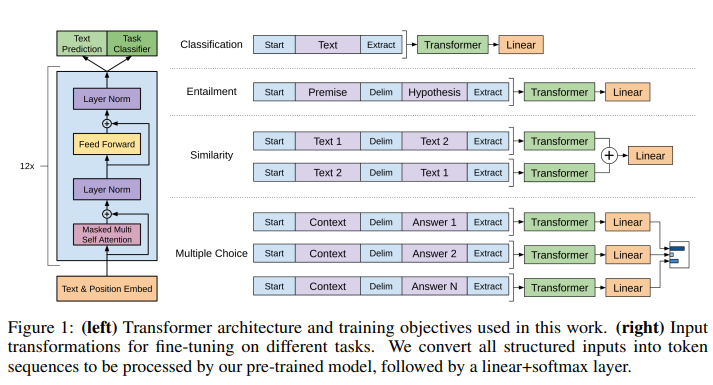 Text
Prediction
Task
Classifier
Layer Norm
Feed Forward
12x
Layer Norm
Masked Multi
Self Attention
Text & Position Embed
Classification
Start Text Extract Transformer Linear
Entailment
Start Premise Delim Hypothesis Extract Transformer Linear
Similarity
Start Text 1 Delim Text 2 Extract Transformer
+ Linear
Start Text 2 Delim Text 1 Extract Transformer
Multiple Choice
Start Context Delim Answer 1 Extract Transformer Linear
Start Context Delim Answer 2 Extract Transformer Linear
Start Context Delim Answer N Extract Transformer Linear
Figure 1: (left) Transformer architecture and training objectives used in this work. (right) Input
transformations for fine-tuning on different tasks. We convert all structured inputs into token
sequences to be processed by our pre-trained model, followed by a linear+softmax layer.